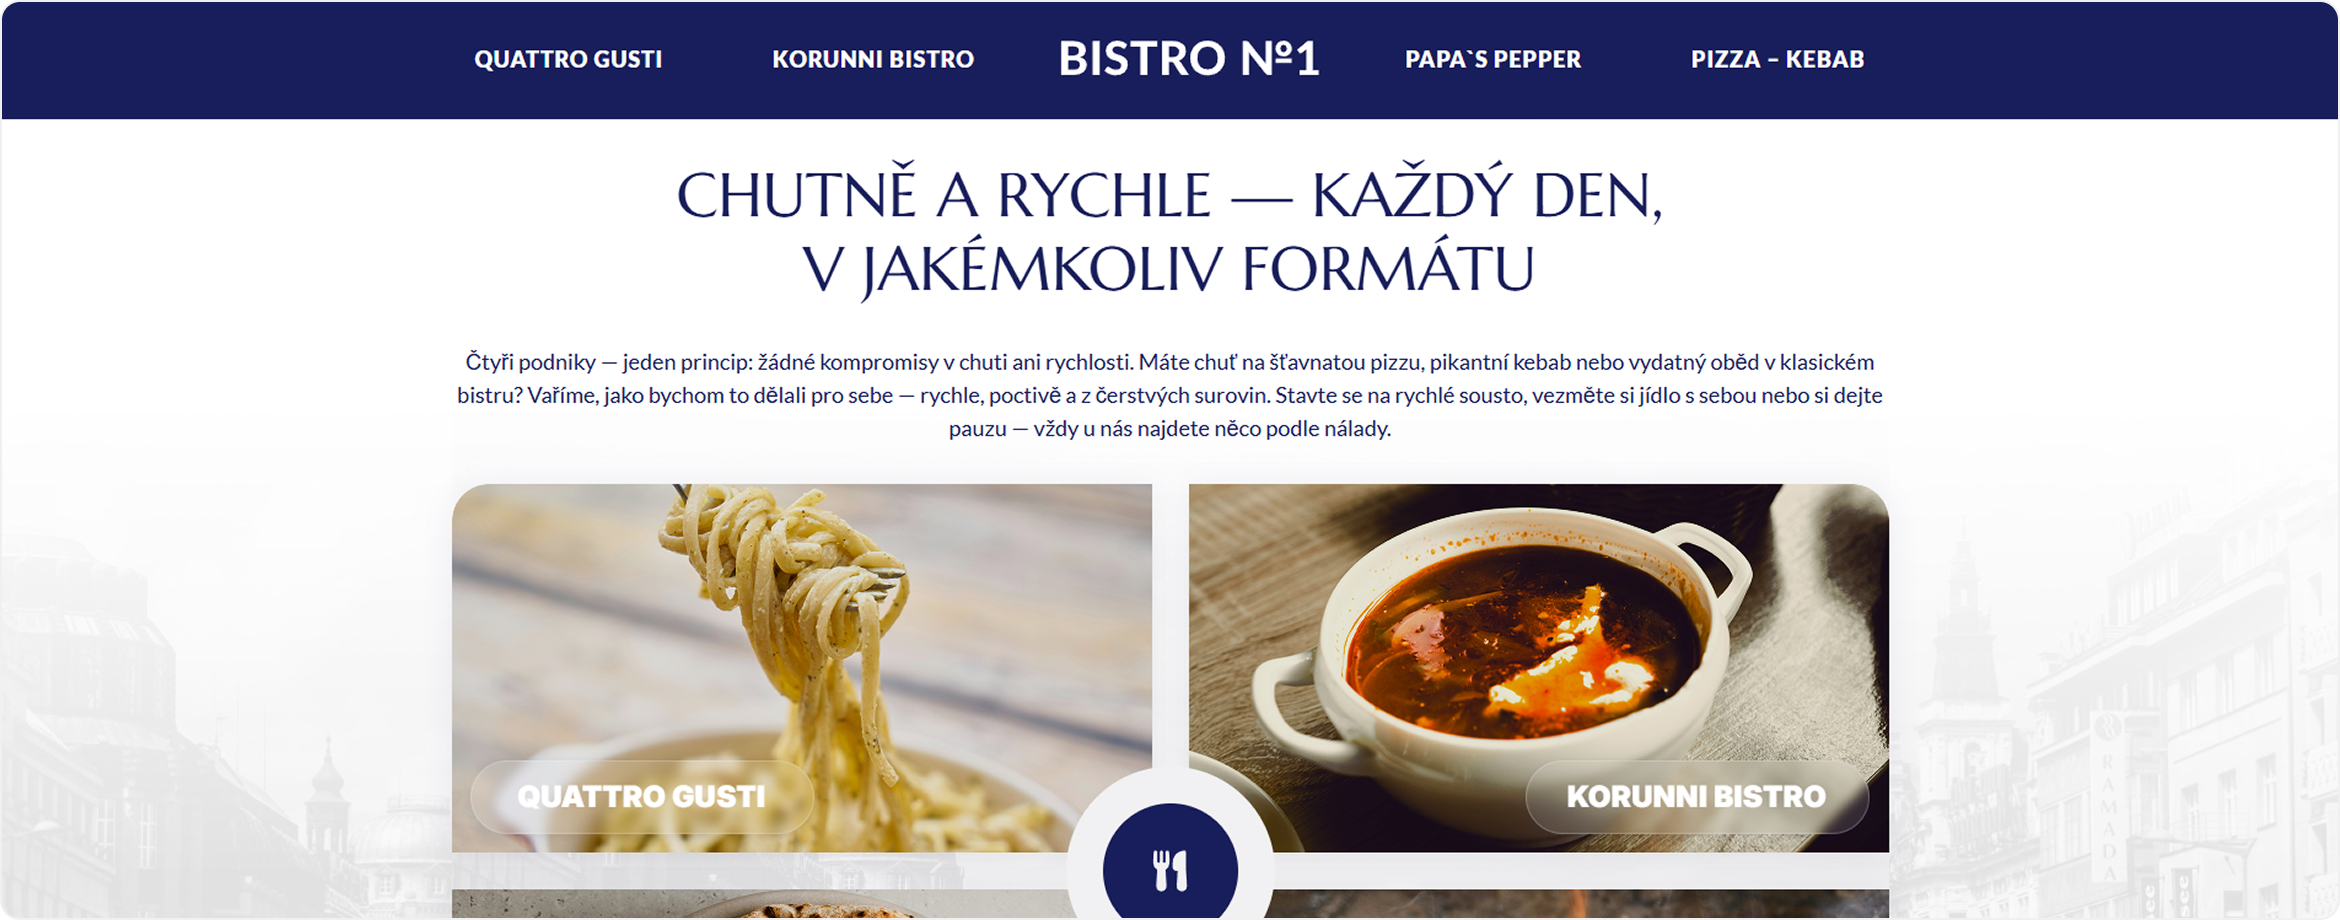 QUATTRO GUSTI
KORUNNI BISTRO
BISTRO Nº1
PAPA`S PEPPER
PIZZA – KEBAB
CHUTNĚ A RYCHLE — KAŽDÝ DEN,
V JAKÉMKOLIV FORMÁTU
Čtyři podniky — jeden princip: žádné kompromisy v chuti ani rychlosti. Máte chuť na šťavnatou pizzu, pikantní kebab nebo vydatný oběd v klasickém
bistru? Vaříme, jako bychom to dělali pro sebe — rychle, poctivě a z čerstvých surovin. Stavte se na rychlé sousto, vezměte si jídlo s sebou nebo si dejte
pauzu — vždy u nás najdete něco podle nálady.
QUATTRO GUSTI
KORUNNI BISTRO
RAMADA